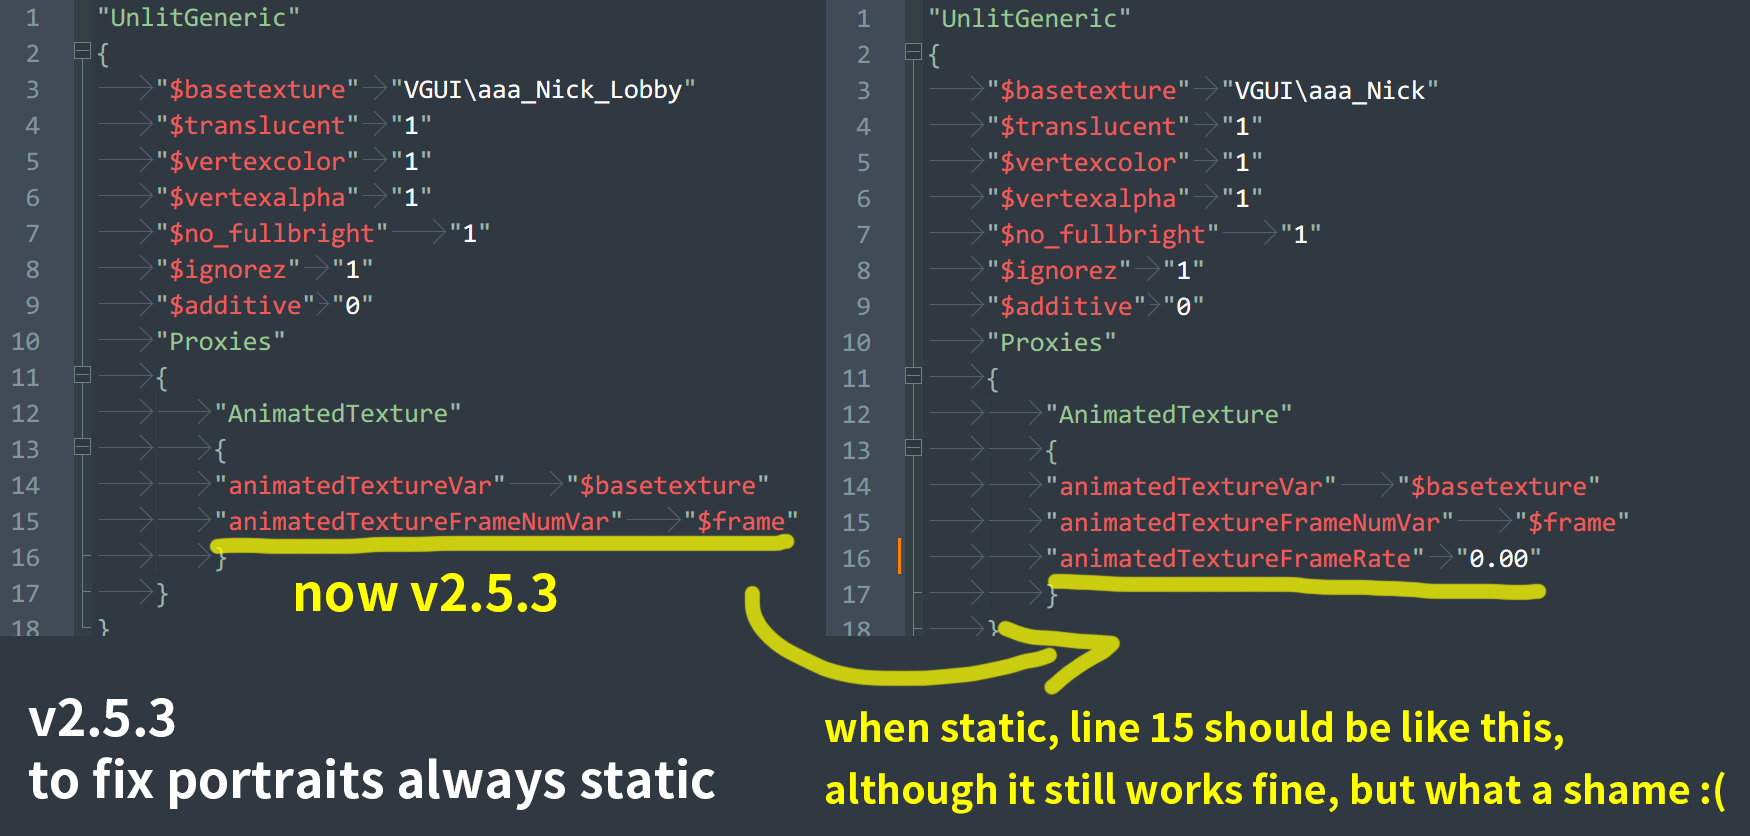 1 "UnlitGeneric"
2 {
3 "$basetexture" "VGUI\aaa_Nick_Lobby"
4 "$translucent" "1"
5 "$vertexcolor" "1"
6 "$vertexalpha" "1"
7 "$no_fullbright" "1"
8 "$ignorez" "1"
9 "$additive" "0"
10 "Proxies"
11 {
12 "AnimatedTexture"
13 {
14 "animatedTextureVar" "$basetexture"
15 "animatedTextureFrameNumVar" "$frame"
16 }
17 }
18 }
now v2.5.3
v2.5.3
to fix portraits always static
1 "UnlitGeneric"
2 {
3 "$basetexture" "VGUI\aaa_Nick"
4 "$translucent" "1"
5 "$vertexcolor" "1"
6 "$vertexalpha" "1"
7 "$no_fullbright" "1"
8 "$ignorez" "1"
9 "$additive" "0"
10 "Proxies"
11 {
12 "AnimatedTexture"
13 {
14 "animatedTextureVar" "$basetexture"
15 "animatedTextureFrameNumVar" "$frame"
16 "animatedTextureFrameRate" "0.00"
17 }
18 }
when static, line 15 should be like this,
although it still works fine, but what a shame :(